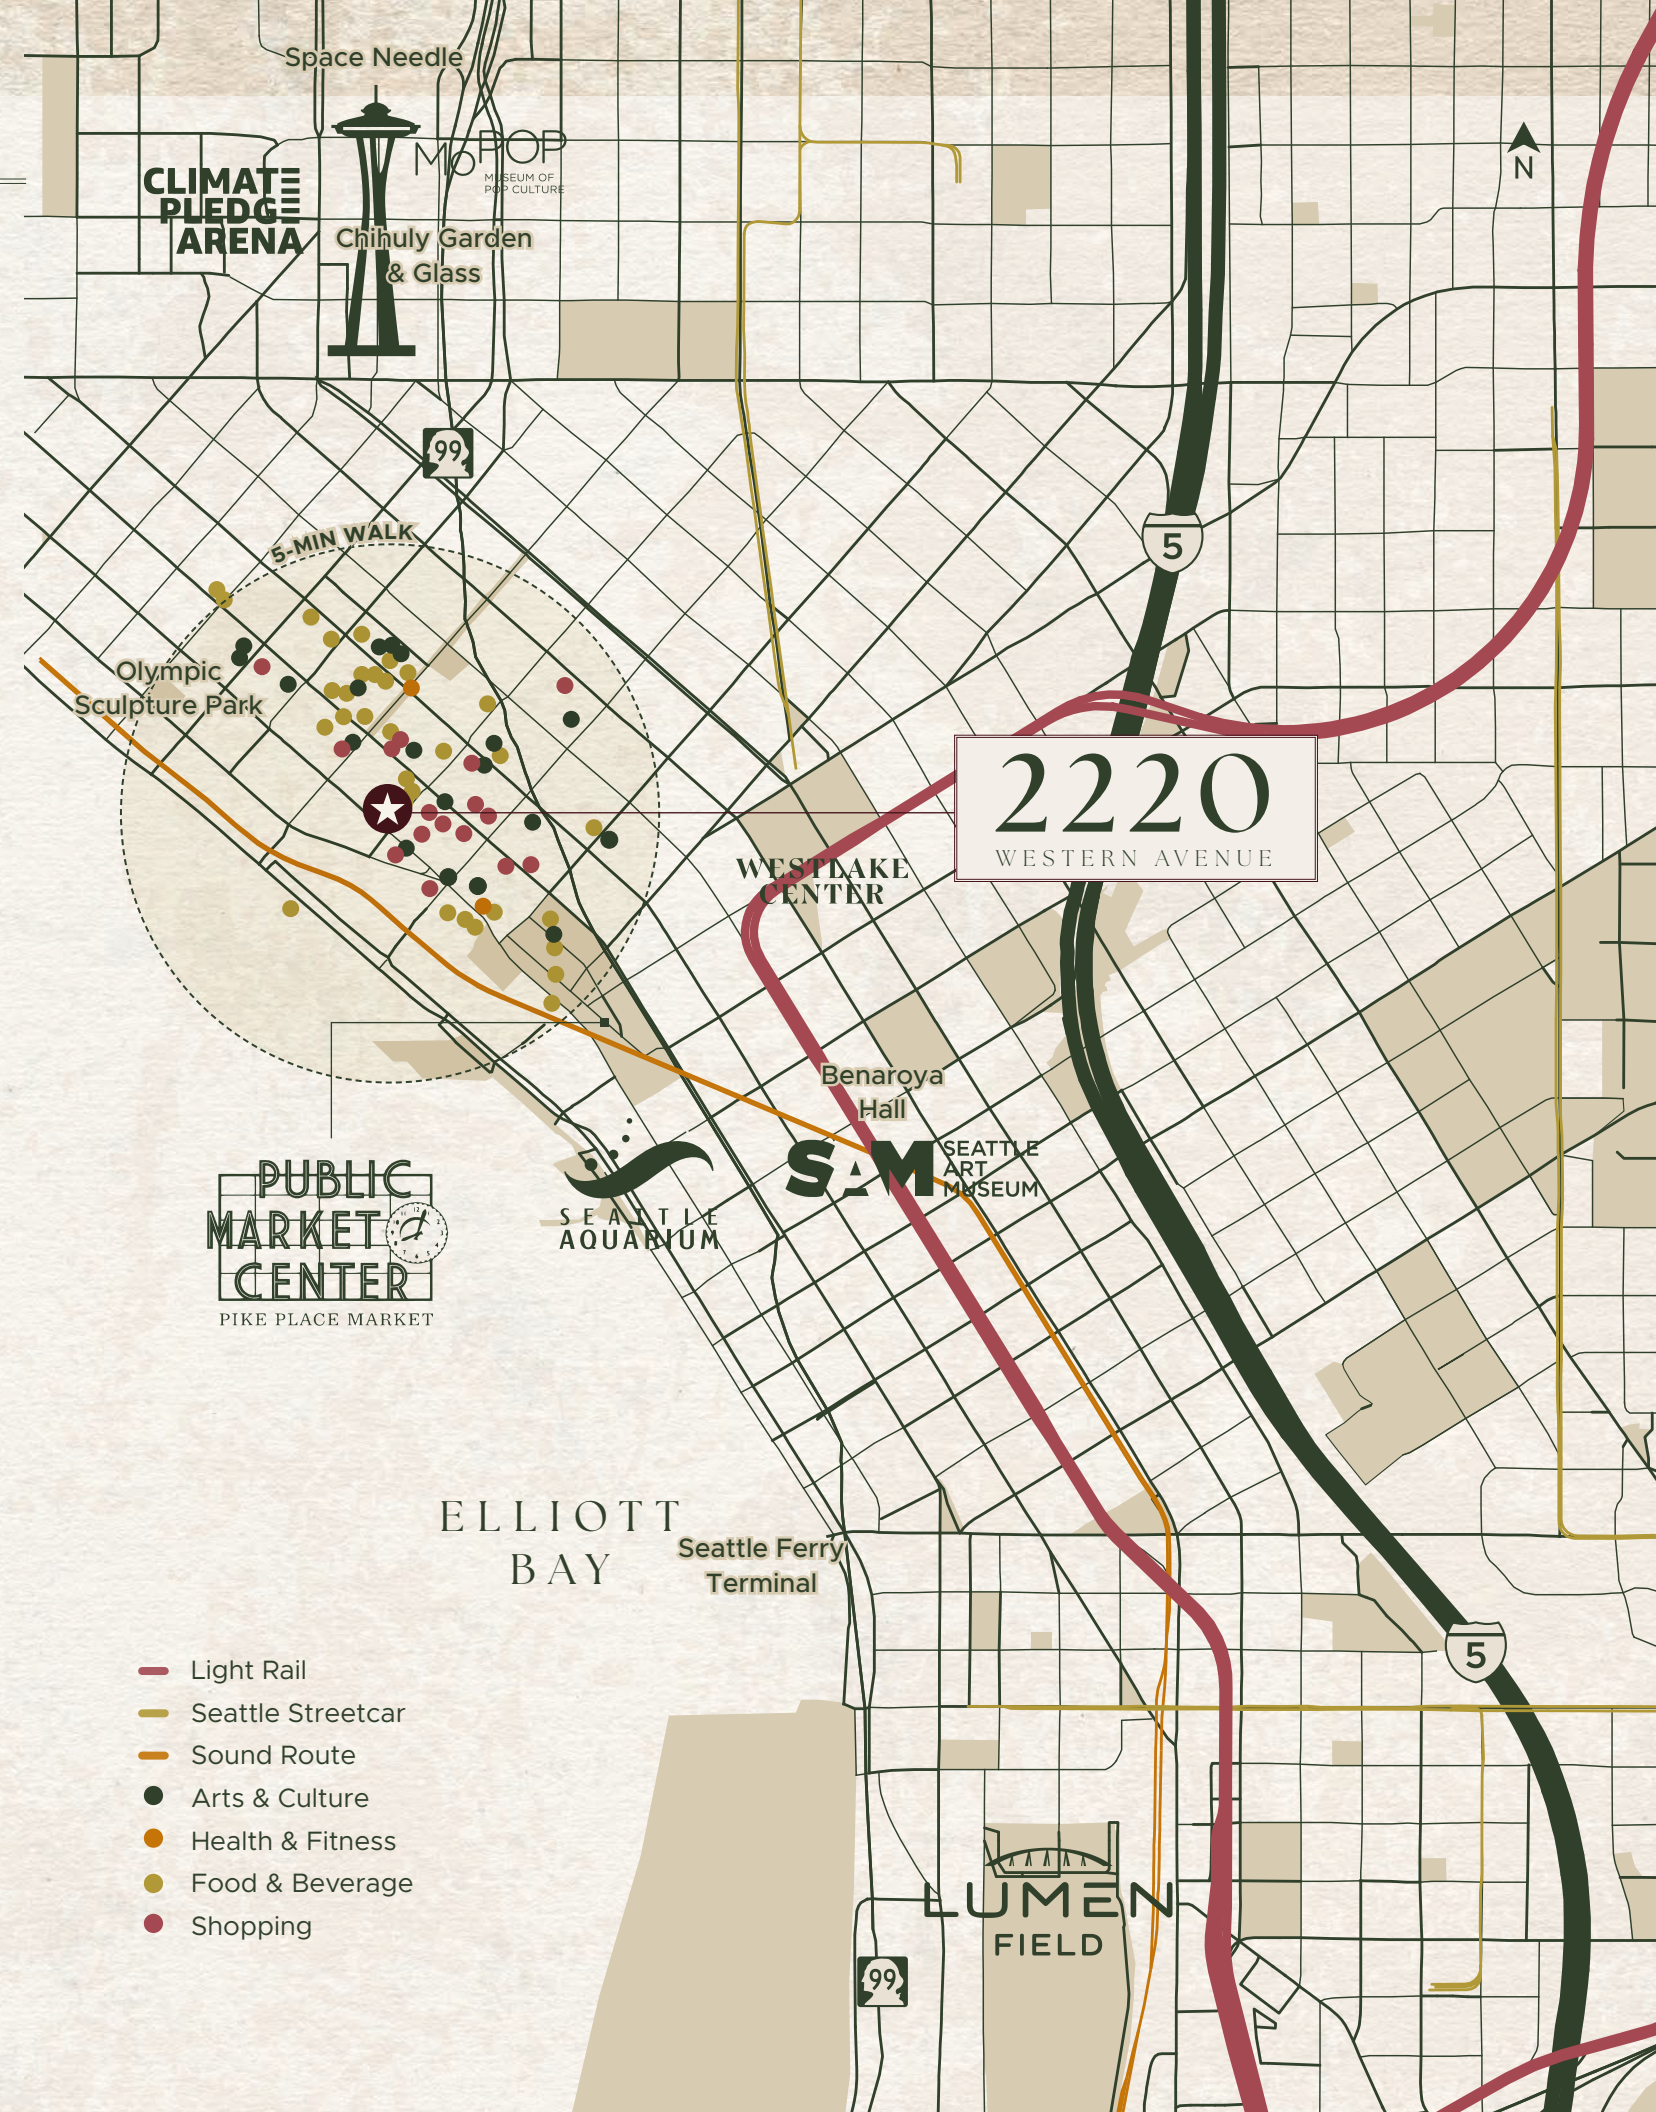 Space Needle
MoPOP
MUSEUM OF
POP CULTURE
CLIMATE
PLEDGE
ARENA
Chihuly Garden
& Glass
N
99
5-MIN WALK
5
Olympic
Sculpture Park
2220
WESTERN AVENUE
WESTLAKE
CENTER
Benaroya
Hall
SAM
SEATTLE
ART
MUSEUM
PUBLIC
MARKET
CENTER
PIKE PLACE MARKET
SEATTLE
AQUARIUM
ELLIOTT
BAY
Seattle Ferry
Terminal
5
Light Rail
Seattle Streetcar
Sound Route
Arts & Culture
Health & Fitness
Food & Beverage
Shopping
LUMEN
FIELD
99